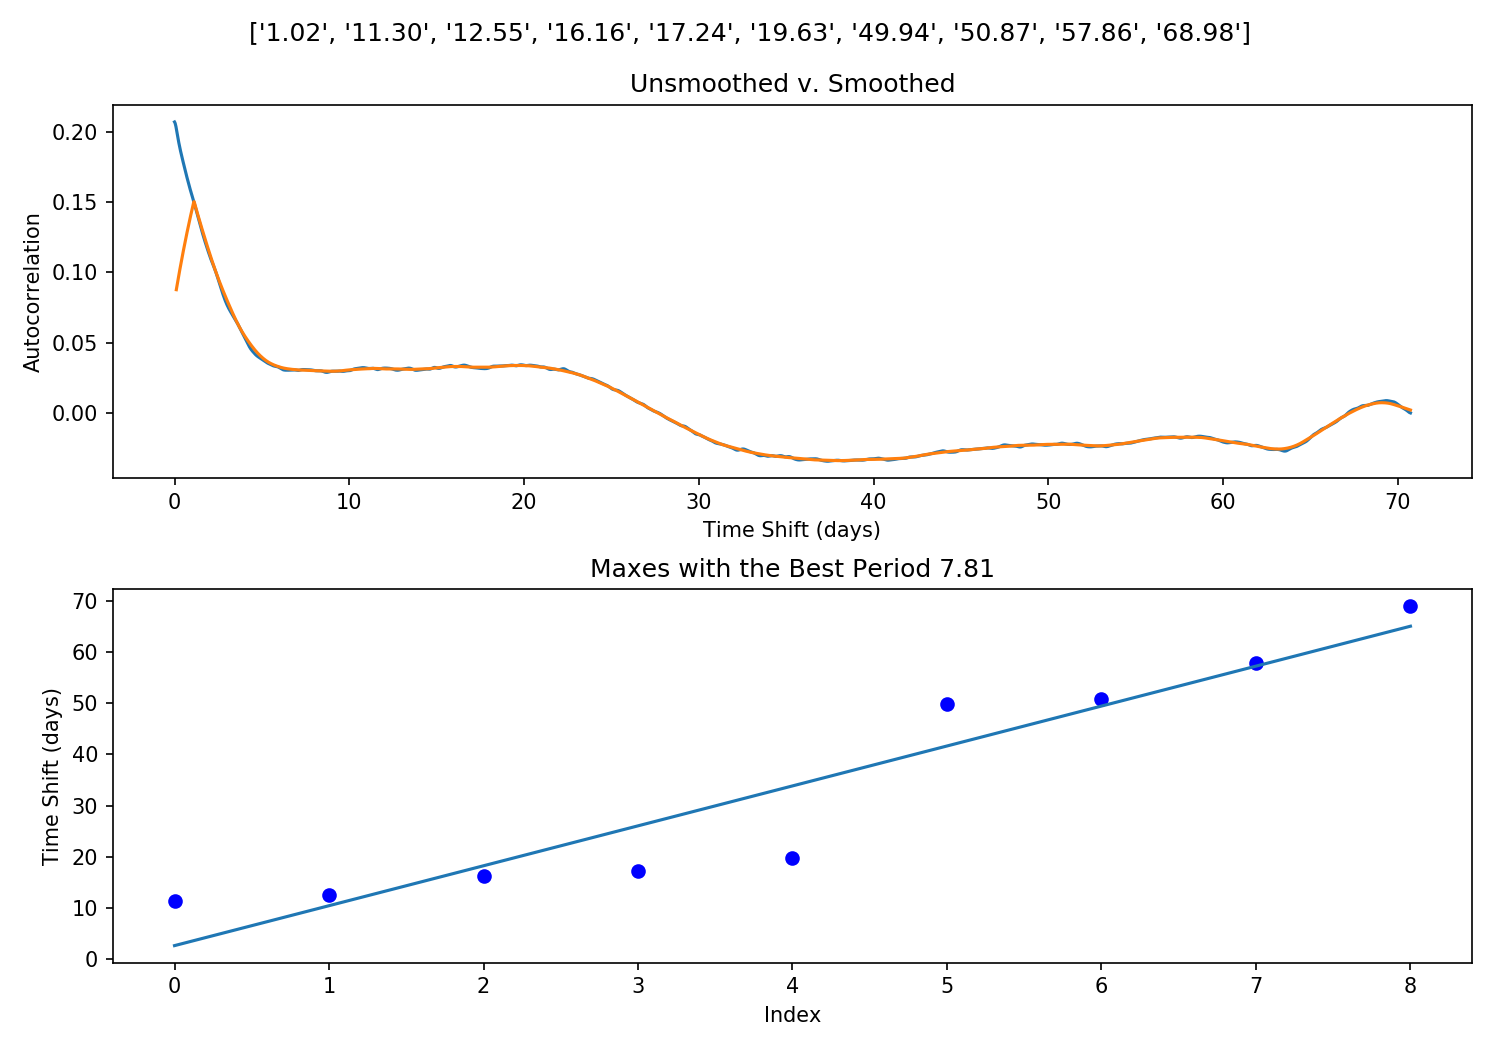 ['1.02', '11.30', '12.55', '16.16', '17.24', '19.63', '49.94', '50.87', '57.86', '68.98']
Unsmoothed v. Smoothed
Autocorrelation
0.20
0.15
0.10
0.05
0.00
0 10 20 30 40 50 60 70
Time Shift (days)
Maxes with the Best Period 7.81
Time Shift (days)
70
60
50
40
30
20
10
0
0 1 2 3 4 5 6 7 8
Index